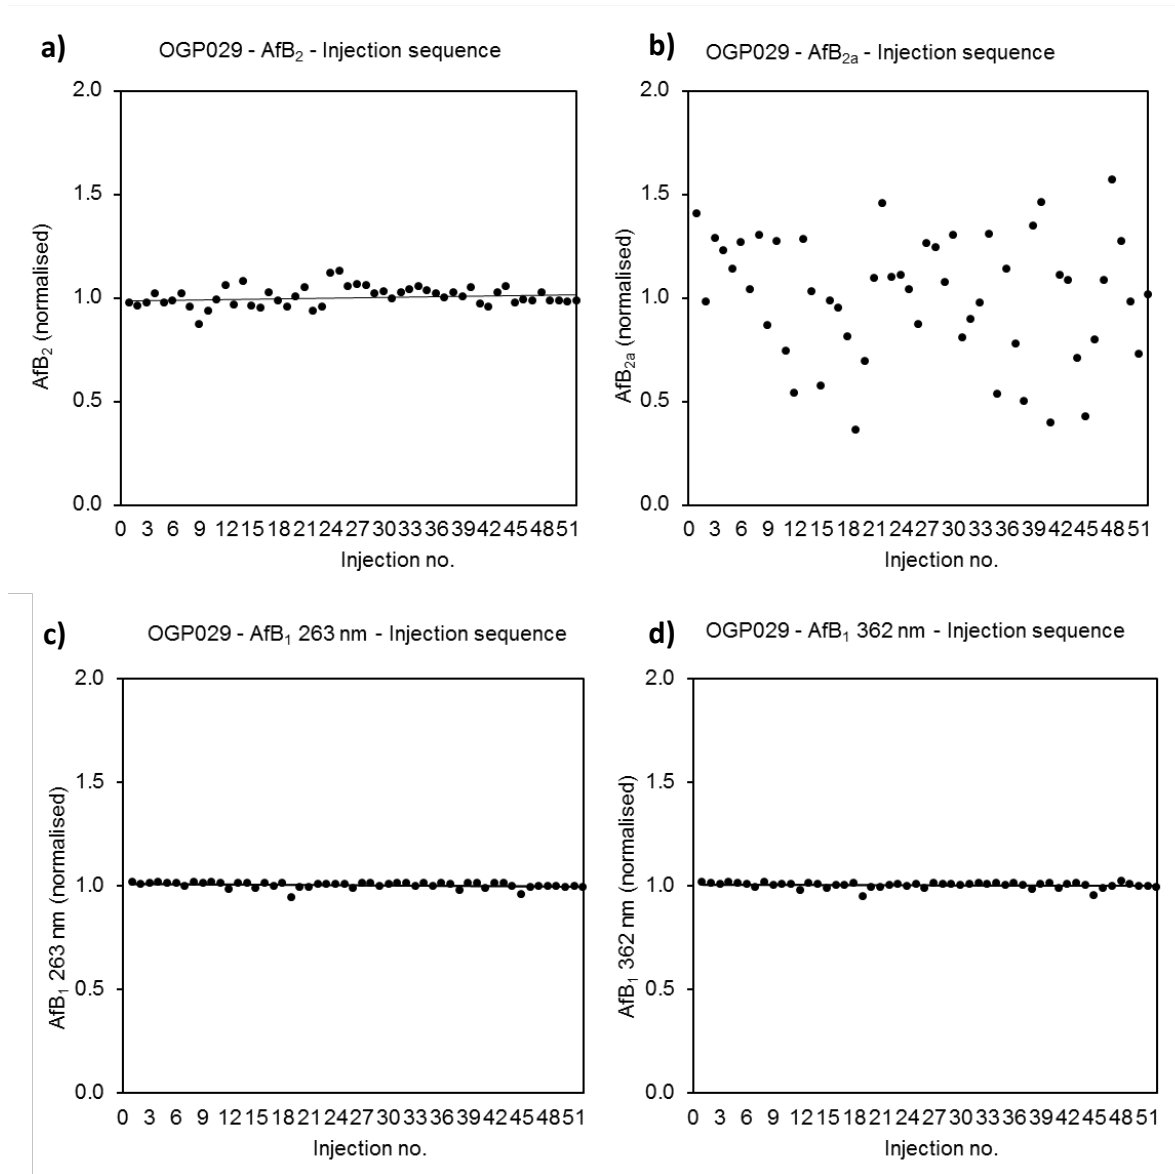 a) OGP029 - AfB₂ - Injection sequence
2.0
1.5
1.0
0.5
0.0
AfB₂ (normalised)
0 3 6 9 12 15 18 21 24 27 30 33 36 39 42 45 48 51
Injection no.
b) OGP029 - AfB₂ₐ - Injection sequence
2.0
1.5
1.0
0.5
0.0
AfB₂ₐ (normalised)
0 3 6 9 12 15 18 21 24 27 30 33 36 39 42 45 48 51
Injection no.
c) OGP029 - AfB₁ 263 nm - Injection sequence
2.0
1.5
1.0
0.5
0.0
AfB₁ 263 nm (normalised)
0 3 6 9 12 15 18 21 24 27 30 33 36 39 42 45 48 51
Injection no.
d) OGP029 - AfB₁ 362 nm - Injection sequence
2.0
1.5
1.0
0.5
0.0
AfB₁ 362 nm (normalised)
0 3 6 9 12 15 18 21 24 27 30 33 36 39 42 45 48 51
Injection no.